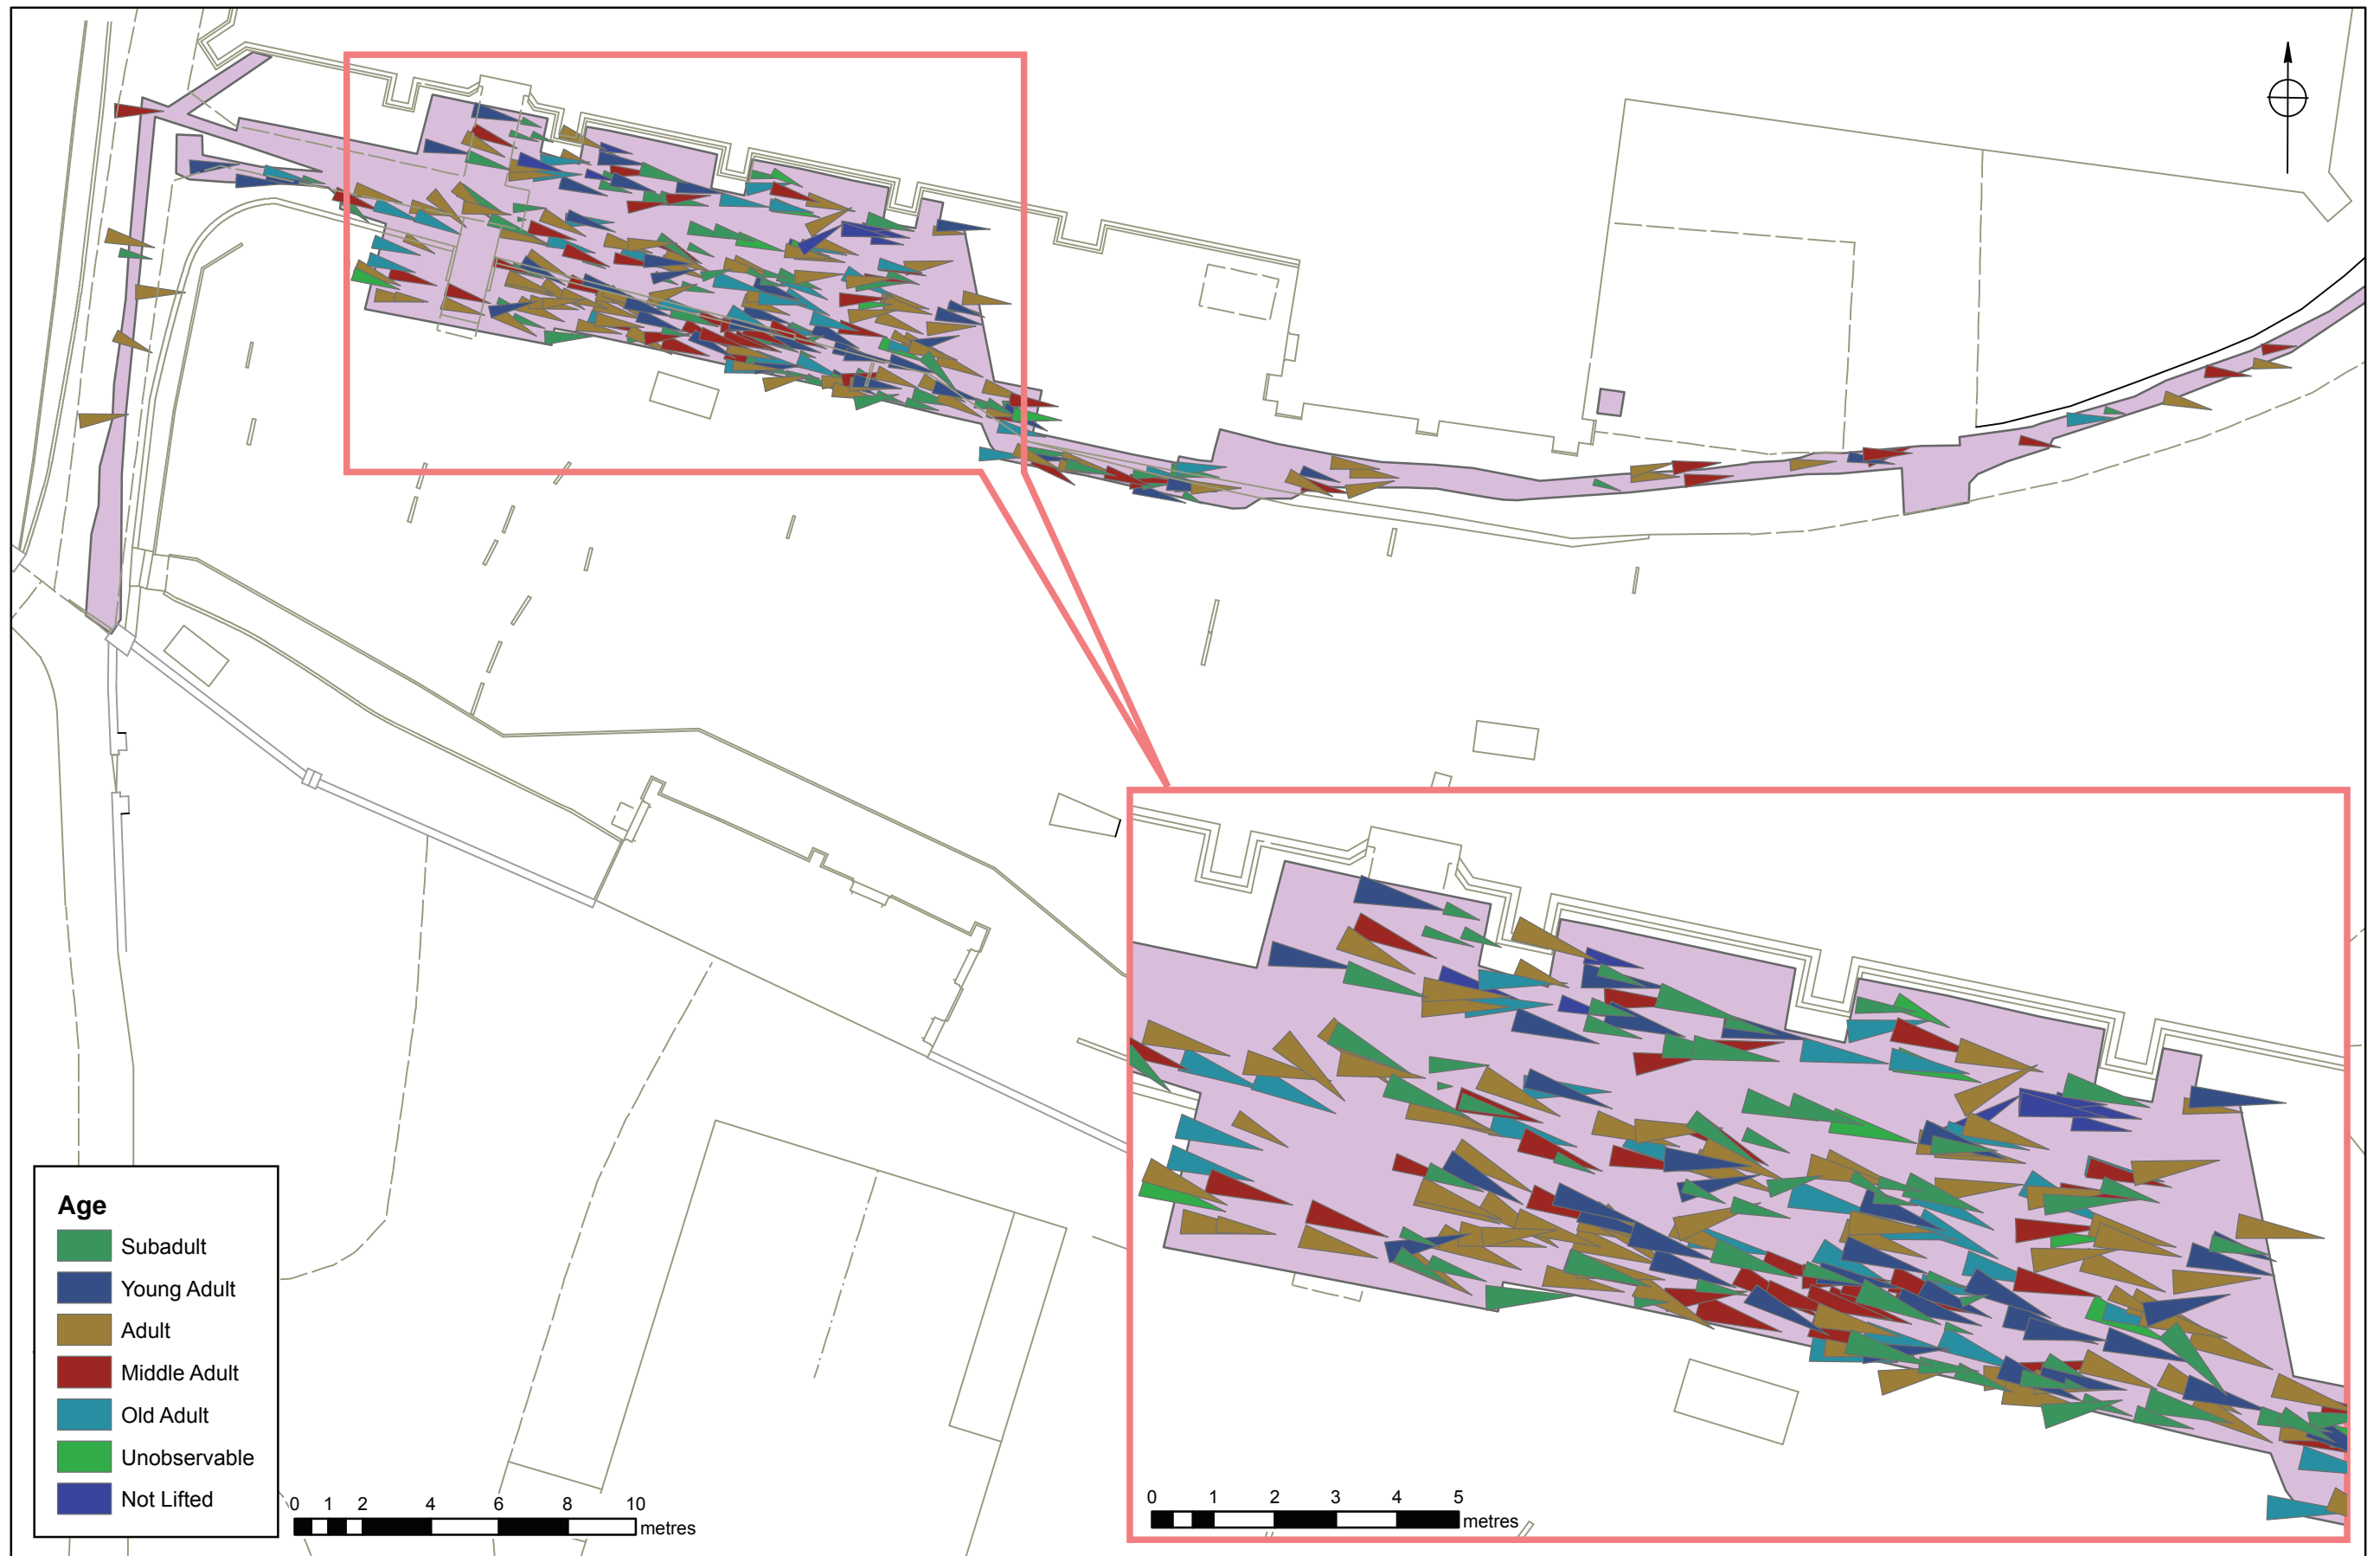 Age
Subadult
Young Adult
Adult
Middle Adult
Old Adult
Unobservable
Not Lifted
0 1 2 4 6 8 10
metres
0 1 2 3 4 5
metres